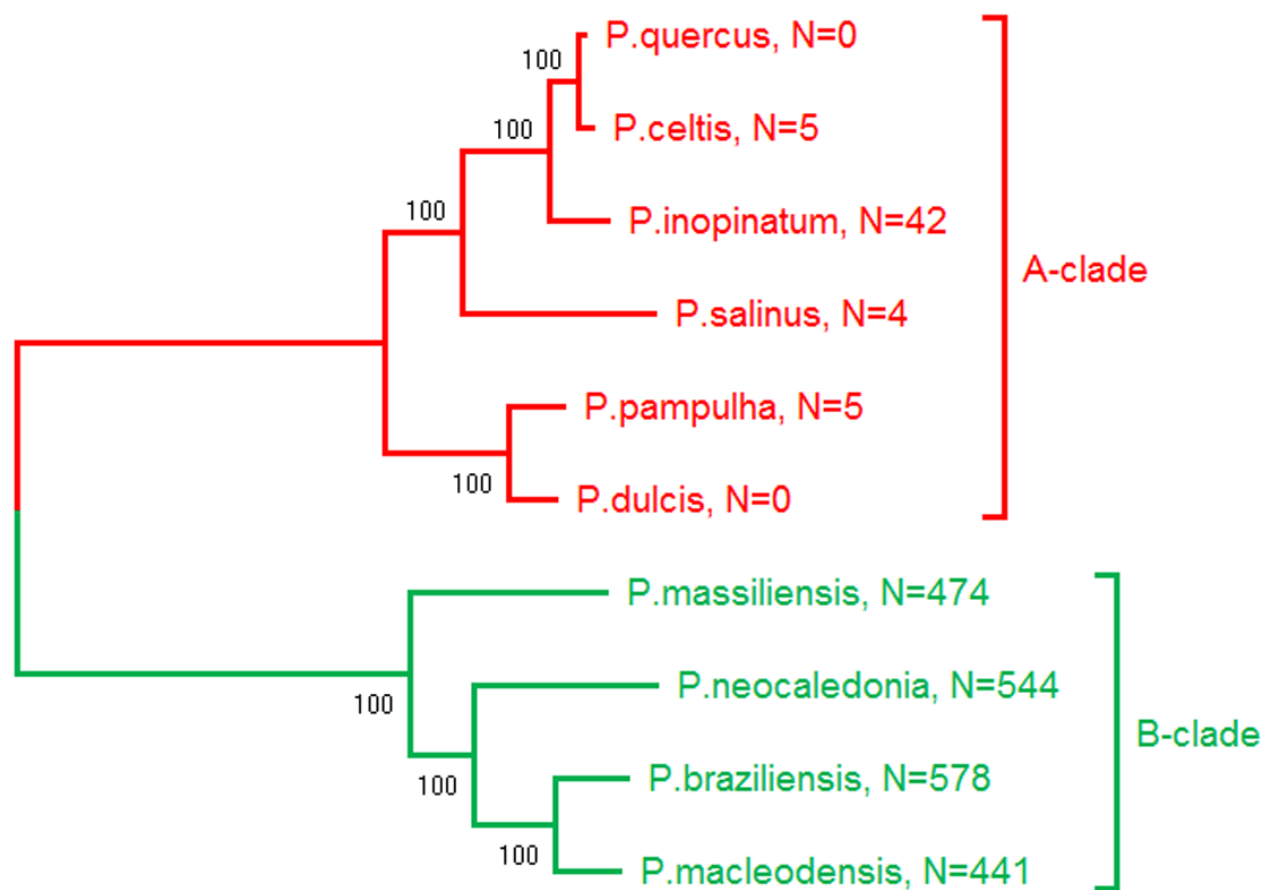 P.quercus, N=0
100
P.celtis, N=5
100
100
P.inopinatum, N=42
A-clade
P.salinus, N=4
P.pampulha, N=5
100
P.dulcis, N=0
P.massiliensis, N=474
100
P.neocaledonia, N=544
B-clade
100
P.braziliensis, N=578
100
P.macleodensis, N=441